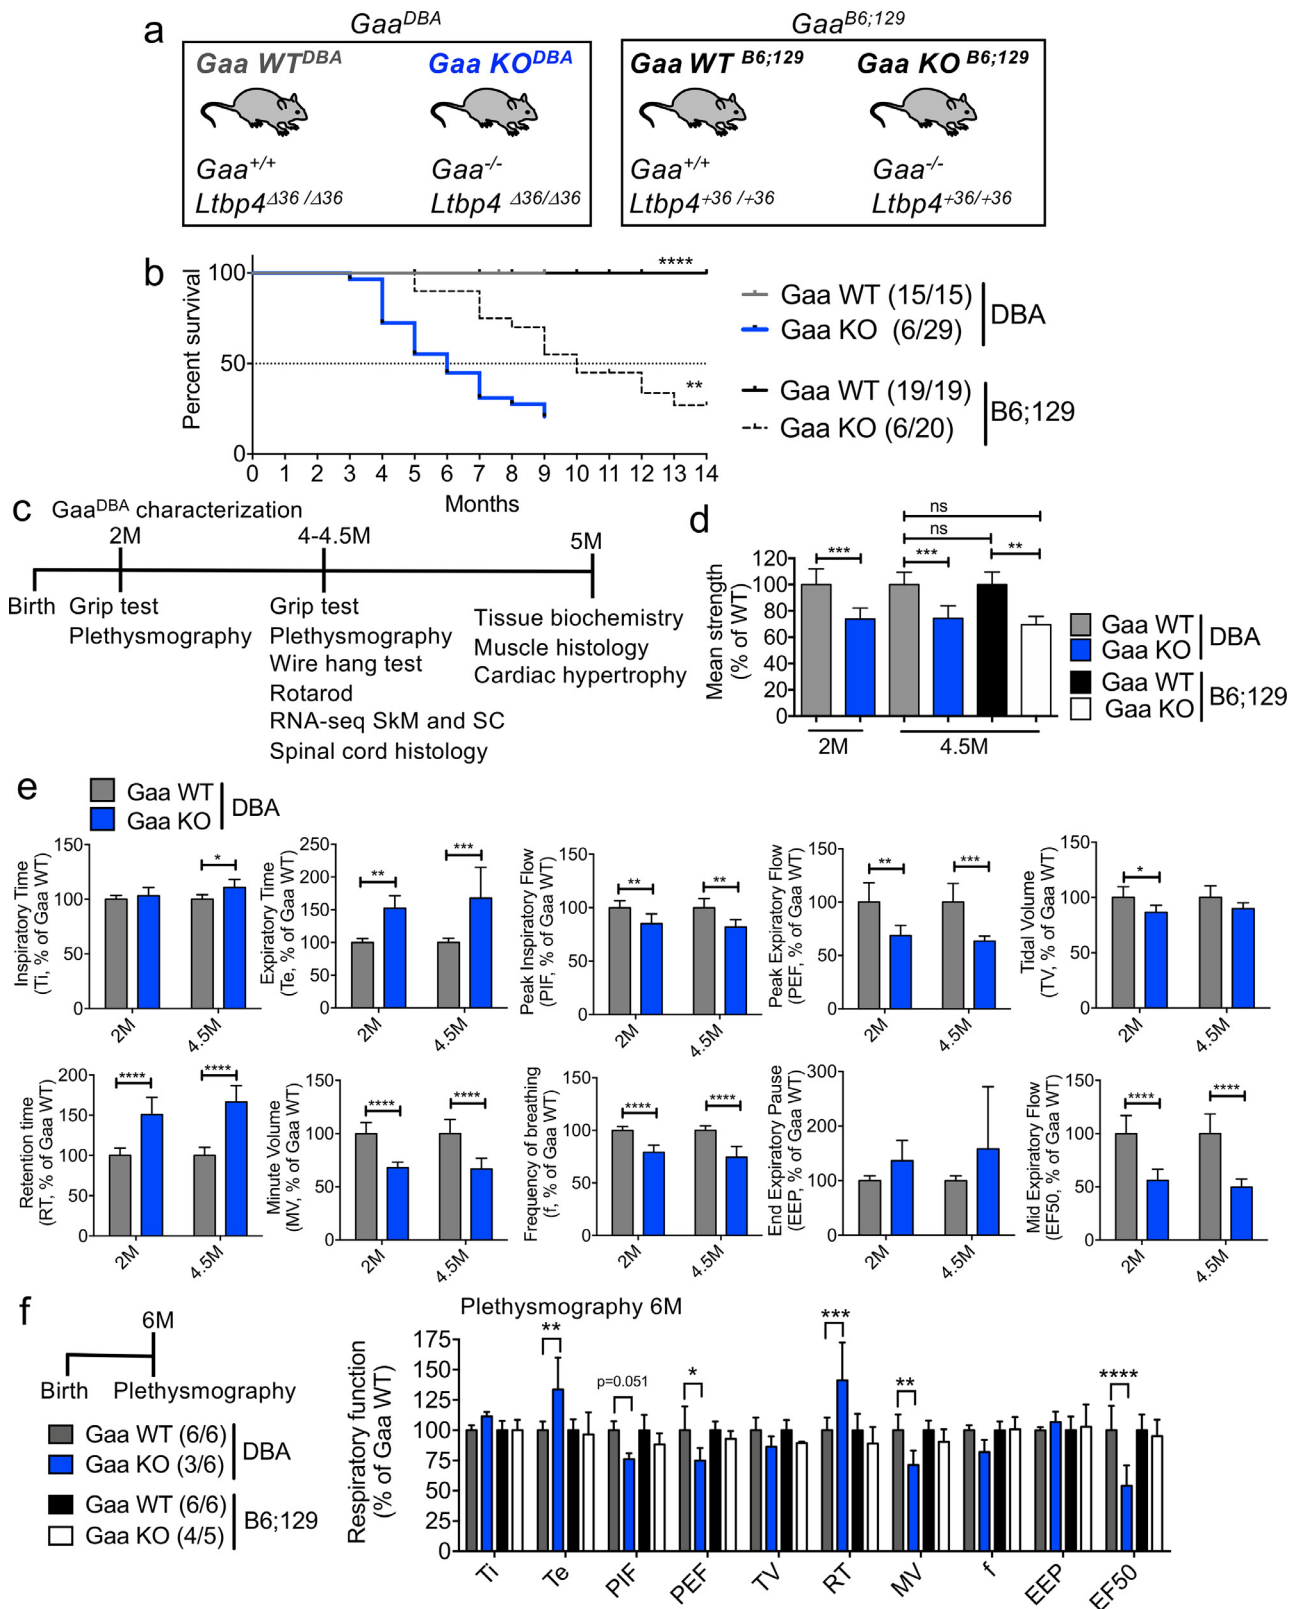 a
Gaa^DBA
Gaa^B6;129
Gaa WT^DBA
Gaa KO^DBA
Gaa WT^B6;129
Gaa KO^B6;129
Gaa^+/+
Gaa^-/-
Gaa^+/+
Gaa^-/-
Ltbp4^Δ36/Δ36
Ltbp4^Δ36/Δ36
Ltbp4^+36/+36
Ltbp4^+36/+36
b
Percent survival
100
50
0
0 1 2 3 4 5 6 7 8 9 10 11 12 13 14
Months
****
**
Gaa WT (15/15)
Gaa KO (6/29)
DBA
Gaa WT (19/19)
Gaa KO (6/20)
B6;129
c
Gaa^DBA characterization
2M
4-4.5M
5M
Birth
Grip test
Plethysmography
Grip test
Plethysmography
Wire hang test
Rotarod
RNA-seq SkM and SC
Spinal cord histology
Tissue biochemistry
Muscle histology
Cardiac hypertrophy
d
Mean strength
(% of WT)
120
100
80
60
40
20
0
ns
ns
***
***
**
2M
4.5M
Gaa WT
Gaa KO
DBA
Gaa WT
Gaa KO
B6;129
e
Gaa WT
Gaa KO
DBA
Inspiratory Time
(Ti, % of Gaa WT)
150
100
50
0
*
2M
4.5M
Expiratory Time
(Te, % of Gaa WT)
250
200
150
100
50
0
**
***
2M
4.5M
Peak Inspiratory Flow
(PIF, % of Gaa WT)
150
100
50
0
**
**
2M
4.5M
Peak Expiratory Flow
(PEF, % of Gaa WT)
150
100
50
0
**
***
2M
4.5M
Tidal Volume
(TV, % of Gaa WT)
150
100
50
0
*
2M
4.5M
Retention time
(RT, % of Gaa WT)
200
150
100
50
0
****
****
2M
4.5M
Minute Volume
(MV, % of Gaa WT)
150
100
50
0
****
****
2M
4.5M
Frequency of breathing
(f, % of Gaa WT)
150
100
50
0
****
****
2M
4.5M
End Expiratory Pause
(EEP, % of Gaa WT)
300
200
100
0
2M
4.5M
Mid Expiratory Flow
(EF50, % of Gaa WT)
150
100
50
0
****
****
2M
4.5M
f
6M
Birth
Plethysmography
Gaa WT (6/6)
Gaa KO (3/6)
DBA
Gaa WT (6/6)
Gaa KO (4/5)
B6;129
Plethysmography 6M
Respiratory function
(% of Gaa WT)
175
150
125
100
75
50
25
0
**
p=0.051
*
***
**
****
Ti
Te
PIF
PEF
TV
RT
MV
f
EEP
EF50